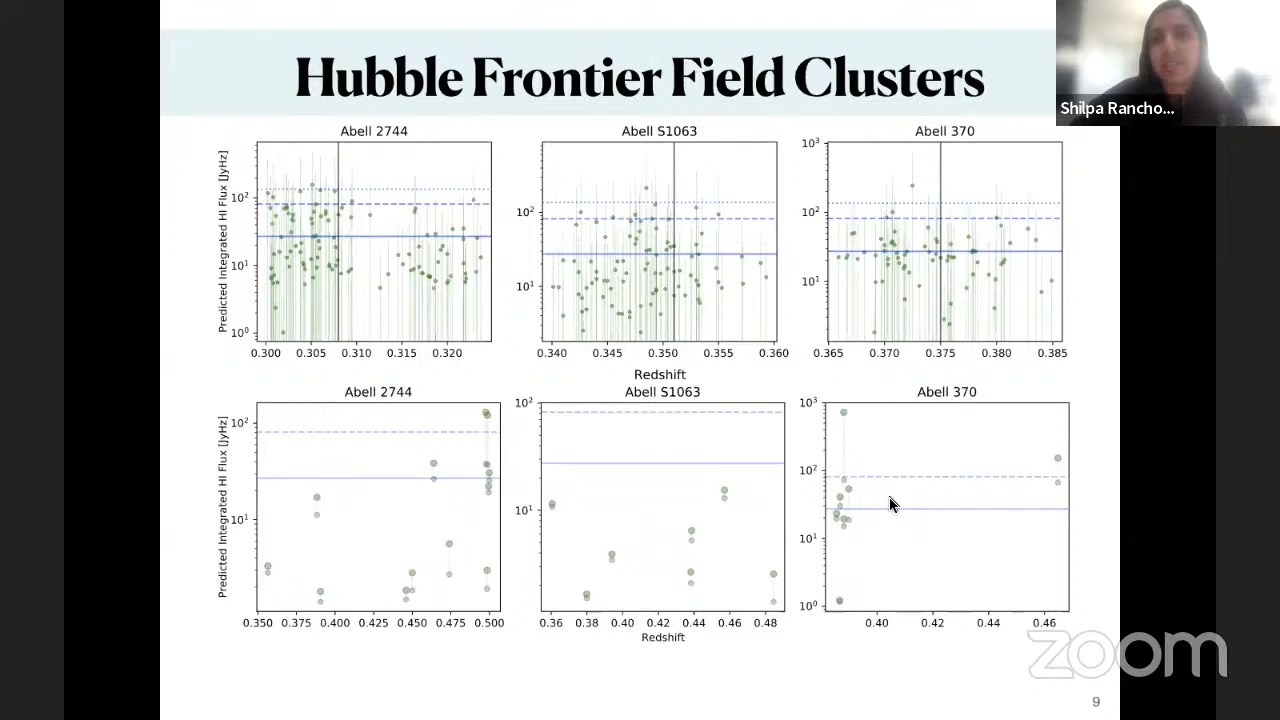 Hubble Frontier Field Clusters
Shilpa Rancho...
Abell 2744
Abell S1063
Abell 370
Predicted Integrated HI Flux [JyHz]
10²
10¹
10⁰
0.300 0.305 0.310 0.315 0.320
10²
10¹
0.340 0.345 0.350 0.355 0.360
10³
10²
10¹
0.365 0.370 0.375 0.380 0.385
Redshift
Abell 2744
Abell S1063
Abell 370
Predicted Integrated HI Flux [JyHz]
10²
10¹
0.350 0.375 0.400 0.425 0.450 0.475 0.500
10²
10¹
0.36 0.38 0.40 0.42 0.44 0.46 0.48
10³
10²
10¹
10⁰
0.40 0.42 0.44 0.46
Redshift
zoom
9